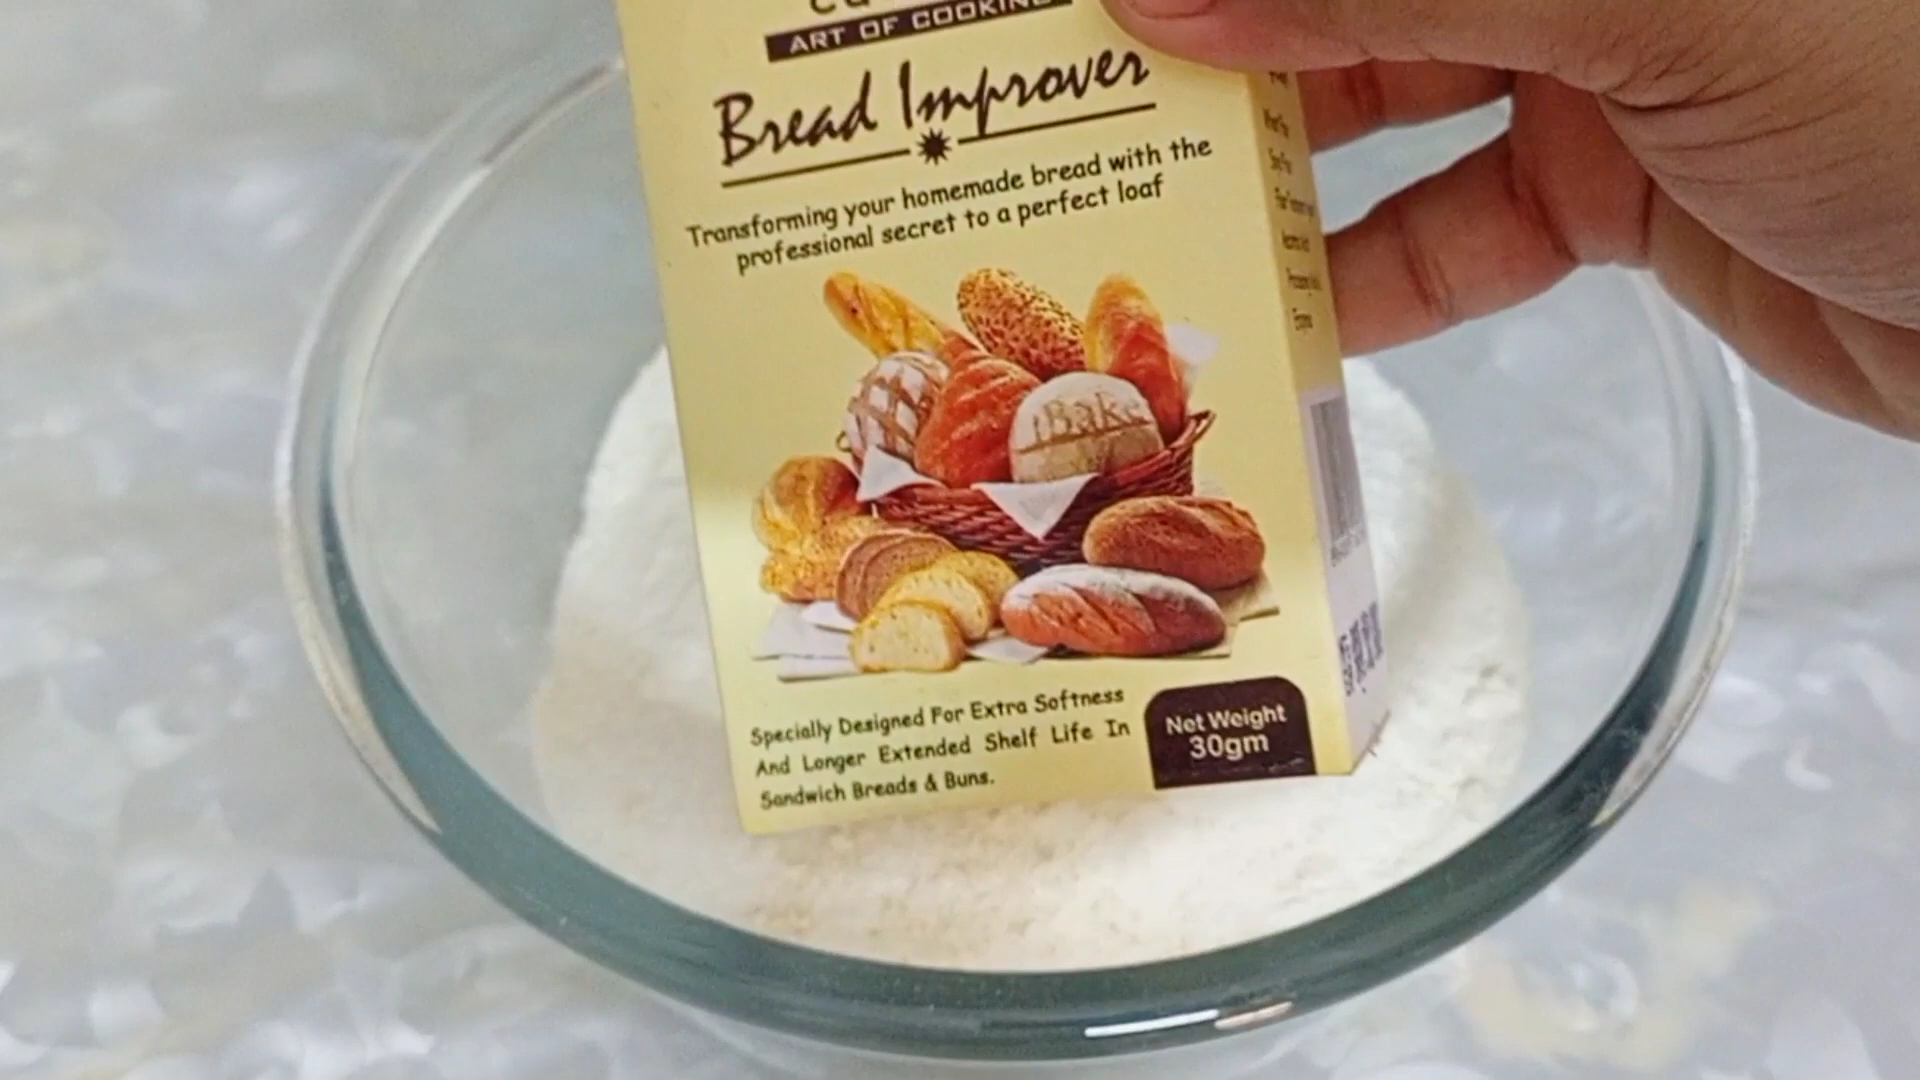 ART OF COOKING
Bread Improver
Transforming your homemade bread with the
professional secret to a perfect loaf
iBake
Specially Designed For Extra Softness
And Longer Extended Shelf Life In
Sandwich Breads & Buns.
Net Weight
30gm